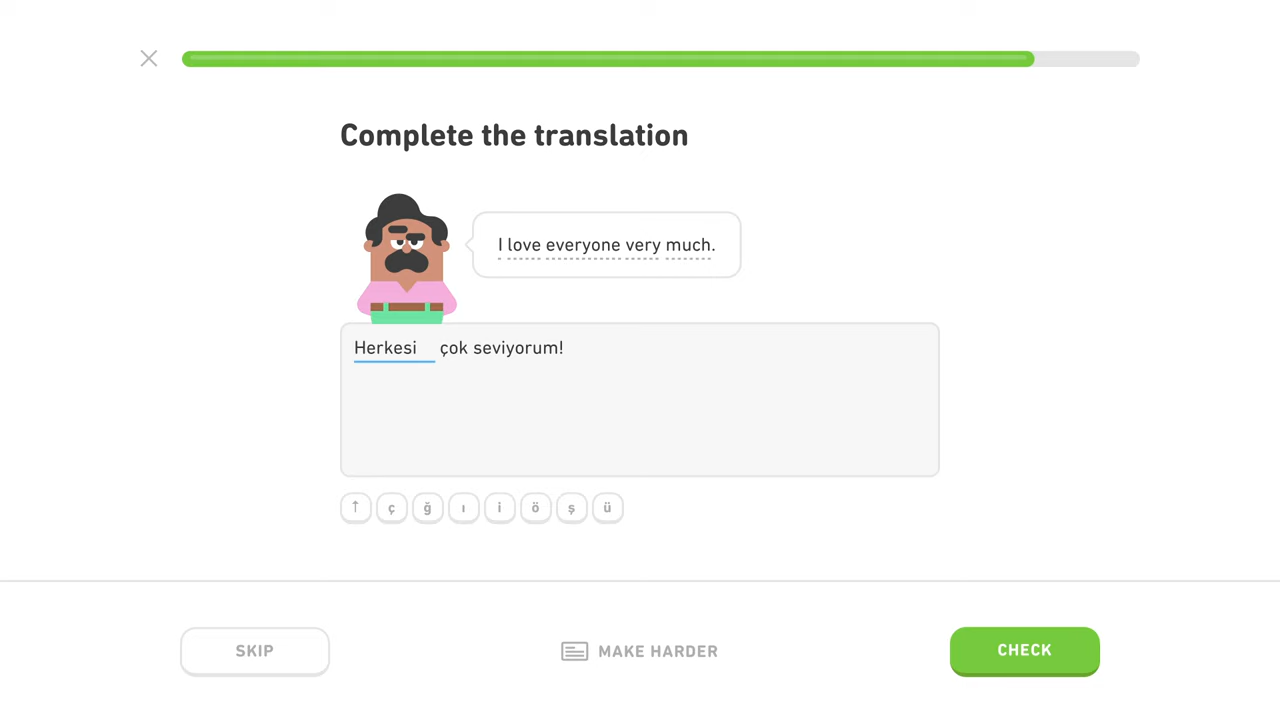 Complete the translation
I love everyone very much.
Herkesi çok seviyorum!
↑ ç ğ ı i ö ş ü
SKIP
MAKE HARDER
CHECK